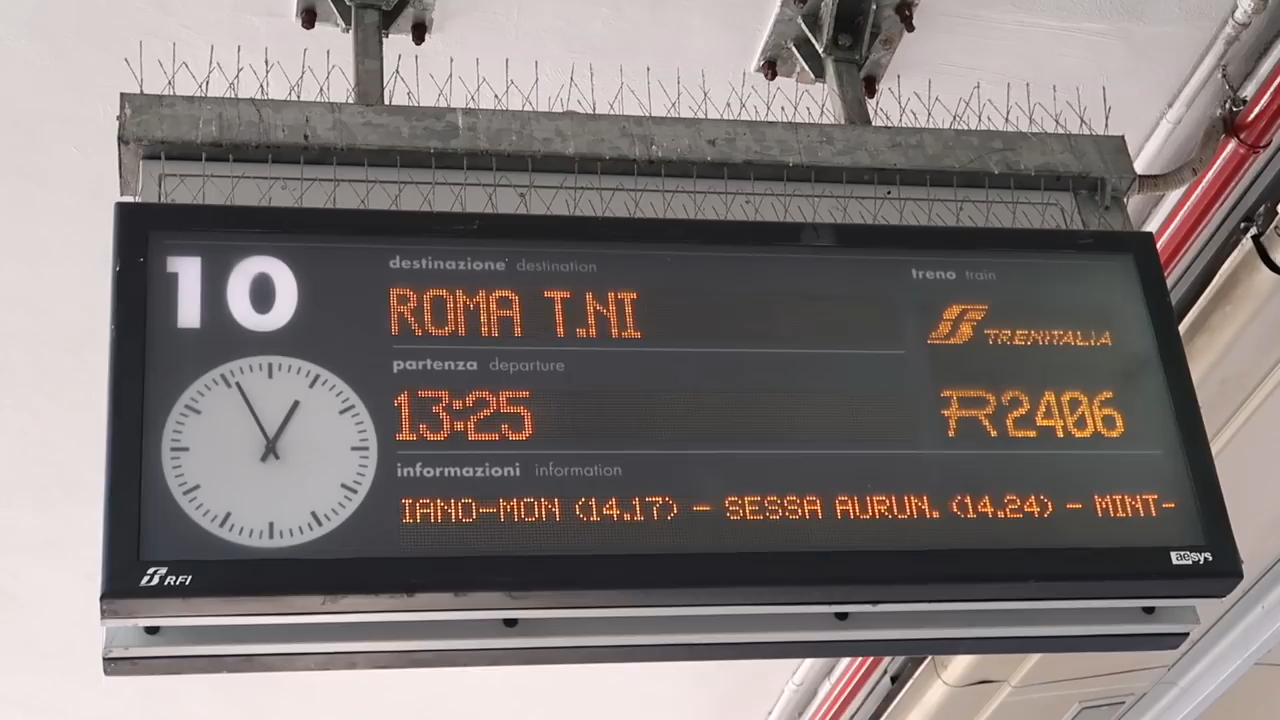 10
destinazione destination
ROMA T.NI
treno train
TRENITALIA
partenza departure
13:25
R2406
informazioni information
IANO-MON (14.17) - SESSA AURUN. (14.24) - MINT-
RFI
aesys